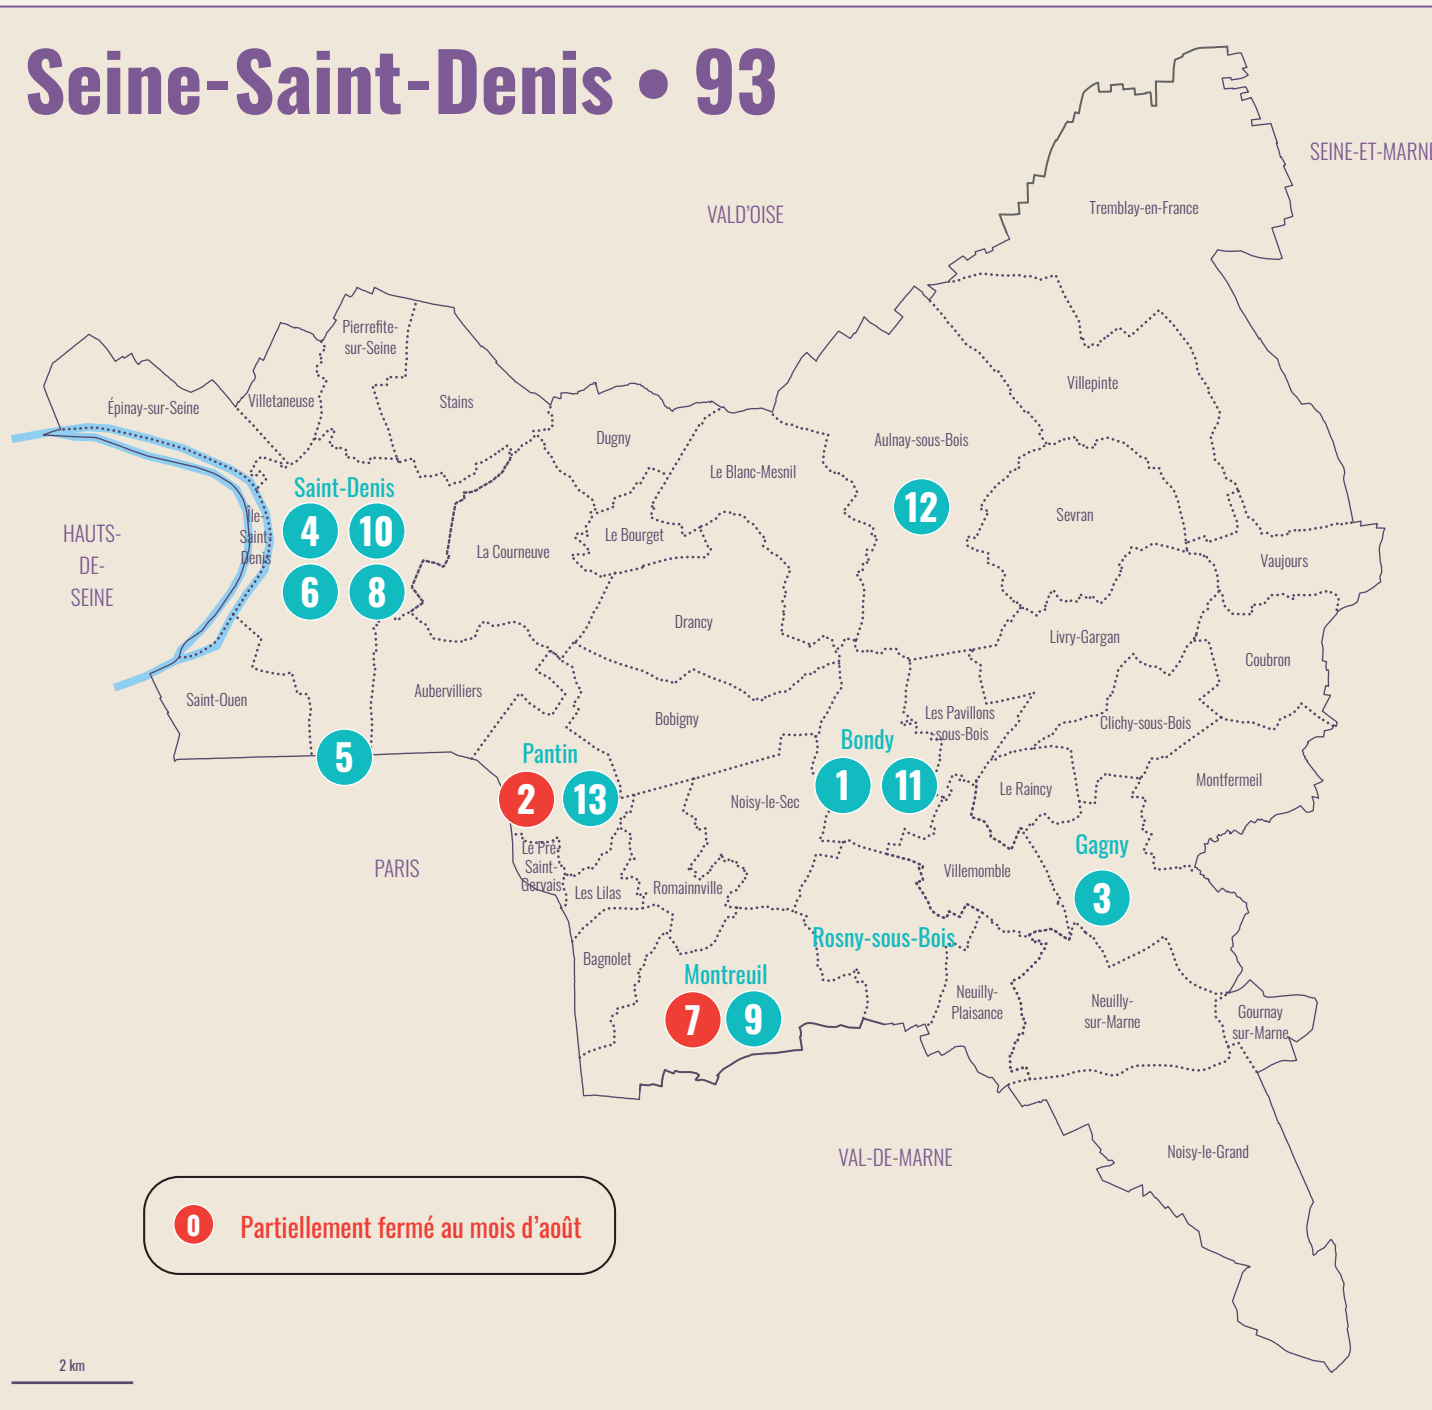 Seine-Saint-Denis • 93
SEINE-ET-MARNE
VALD'OISE
Tremblay-en-France
Pierrefite-
sur-Seine
Villepinte
Épinay-sur-Seine
Villetaneuse
Stains
Dugny
Aulnay-sous-Bois
Le Blanc-Mesnil
Saint-Denis
4
10
12
Île-
Saint
Denis
Sevran
HAUTS-
DE-
SEINE
Le Bourget
La Courneuve
Vaujours
6
8
Drancy
Livry-Gargan
Coubron
Saint-Ouen
Aubervilliers
Bobigny
Les Pavillons
-sous-Bois
Clichy-sous-Bois
5
Pantin
2
13
Bondy
1
11
Noisy-le-Sec
Le Raincy
Montfermeil
PARIS
Le Pré-
Saint-
Gervais
Les Lilas
Romainnville
Villemomble
Gagny
3
Rosny-sous-Bois
Bagnolet
Montreuil
7
9
Neuilly-
Plaisance
Neuilly-
sur-Marne
Gournay
sur-Marne
VAL-DE-MARNE
Noisy-le-Grand
0 Partiellement fermé au mois d'août
2 km